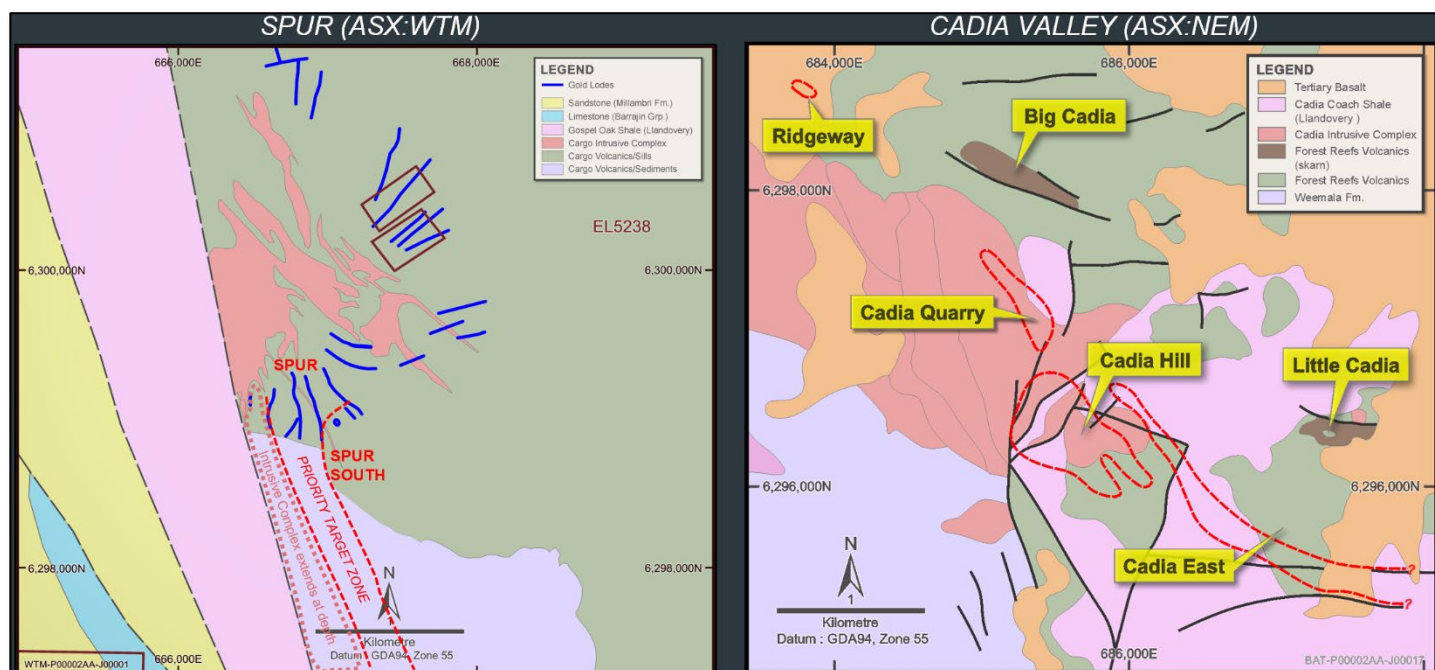 SPUR (ASX:WTM)
666,000E
668,000E
LEGEND
Gold Lodes
Sandstone (Millambri Fm.)
Limestone (Barrajin Grp.)
Gospel Oak Shale (Llandovery)
Cargo Intrusive Complex
Cargo Volcanics/Sills
Cargo Volcanics/Sediments
EL5238
6,300,000N
6,300,000N
SPUR
SPUR
SOUTH
PRIORITY TARGET ZONE
Intrusive Complex extends at depth
6,298,000N
6,298,000N
N
1
Kilometre
Datum : GDA94, Zone 55
WTM-P00002AA-J00001
666,000E
CADIA VALLEY (ASX:NEM)
684,000E
686,000E
LEGEND
Tertiary Basalt
Cadia Coach Shale
(Llandovery )
Cadia Intrusive Complex
Forest Reefs Volcanics
(skarn)
Forest Reefs Volcanics
Weemala Fm.
Ridgeway
Big Cadia
6,298,000N
6,298,000N
Cadia Quarry
Cadia Hill
Little Cadia
6,296,000N
6,296,000N
Cadia East
?
?
N
1
Kilometre
Datum : GDA94, Zone 55
686,000E
BAT-P00002AA-J00017